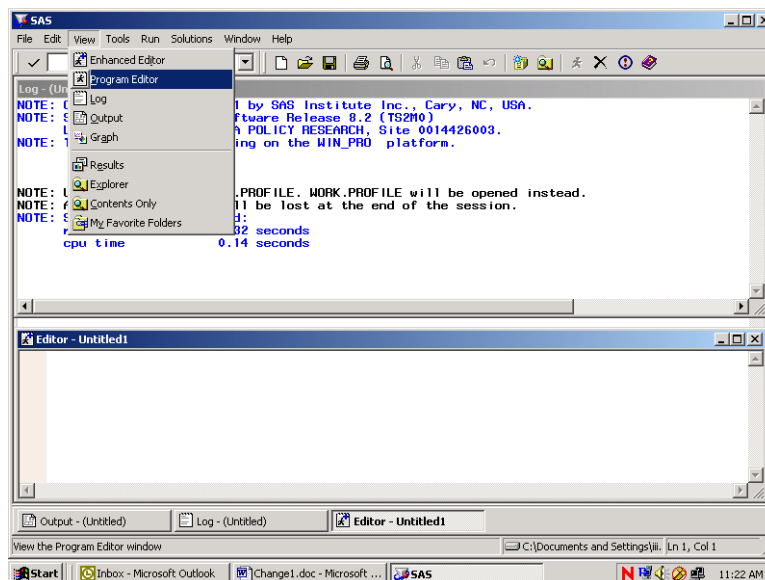 SAS
File Edit View Tools Run Solutions Window Help
Enhanced Editor
Program Editor
Log
Output
Graph
Results
Explorer
Contents Only
My Favorite Folders
Log - (Un
NOTE: 1 by SAS Institute Inc., Cary, NC, USA.
NOTE: S ftware Release 8.2 (TS2M0)
L A POLICY RESEARCH, Site 0014426003.
NOTE: T ing on the WIN_PRO platform.
NOTE: .PROFILE. WORK.PROFILE will be opened instead.
NOTE: ll be lost at the end of the session.
NOTE: S d:
r 32 seconds
cpu time 0.14 seconds
Editor - Untitled1
Output - (Untitled) Log - (Untitled) Editor - Untitled1
View the Program Editor window C:\Documents and Settings\iii. Ln 1, Col 1
Start Inbox - Microsoft Outlook Change1.doc - Microsoft ... SAS N 11:22 AM